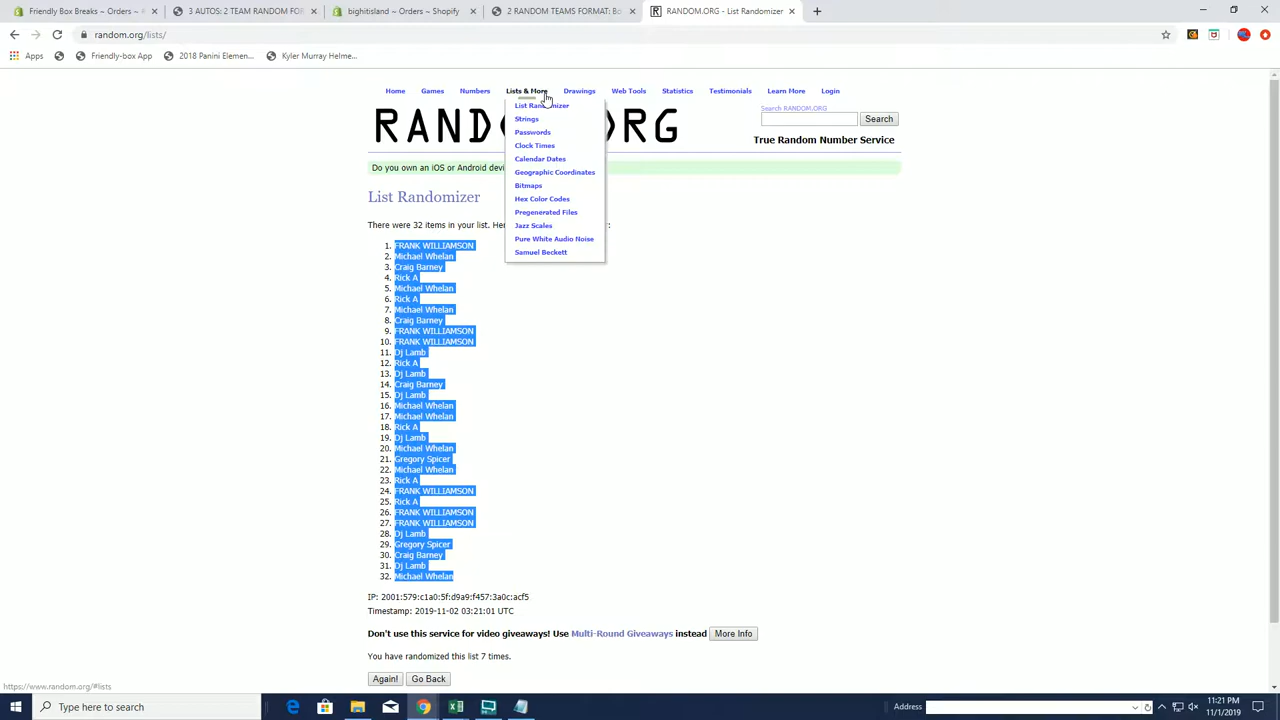 Friendly Box Breaks ~ Orders ~ S
3 AUTOS: 2 TEAM RANDOM FORMAT
bighitstising ~ Orders ~ Shopify
2 RANDOM TEAMS FORMAT: Bo
RANDOM.ORG - List Randomizer
random.org/lists/
Apps
Friendly-box App
2018 Panini Elemen...
Kyler Murray Helme...
Home Games Numbers Lists & More Drawings Web Tools Statistics Testimonials Learn More Login
List Randomizer
Strings
Passwords
Clock Times
Calendar Dates
Geographic Coordinates
Bitmaps
Hex Color Codes
Pregenerated Files
Jazz Scales
Pure White Audio Noise
Samuel Beckett
RAND ORG
Search RANDOM.ORG
Search
True Random Number Service
Do you own an iOS or Android devi
List Randomizer
There were 32 items in your list. Her
1. FRANK WILLIAMSON
2. Michael Whelan
3. Craig Barney
4. Rick A
5. Michael Whelan
6. Rick A
7. Michael Whelan
8. Craig Barney
9. FRANK WILLIAMSON
10. FRANK WILLIAMSON
11. Dj Lamb
12. Rick A
13. Dj Lamb
14. Craig Barney
15. Dj Lamb
16. Michael Whelan
17. Michael Whelan
18. Rick A
19. Dj Lamb
20. Michael Whelan
21. Gregory Spicer
22. Michael Whelan
23. Rick A
24. FRANK WILLIAMSON
25. Rick A
26. FRANK WILLIAMSON
27. FRANK WILLIAMSON
28. Dj Lamb
29. Gregory Spicer
30. Craig Barney
31. Dj Lamb
32. Michael Whelan
IP: 2001:579:c1a0:5f:d9a9:f457:3a0c:acf5
Timestamp: 2019-11-02 03:21:01 UTC
Don't use this service for video giveaways! Use Multi-Round Giveaways instead More Info
You have randomized this list 7 times.
Again! Go Back
https://www.random.org/#lists
Type here to search
Address
11:21 PM
11/1/2019